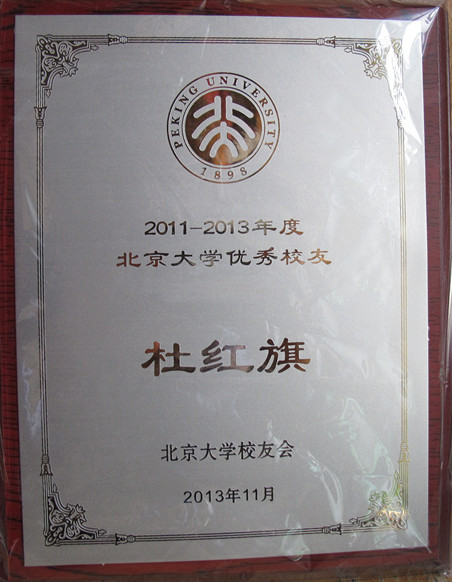 PEKING UNIVERSITY
1898
2011-2013年度
北京大学优秀校友
杜红旗
北京大学校友会
2013年11月